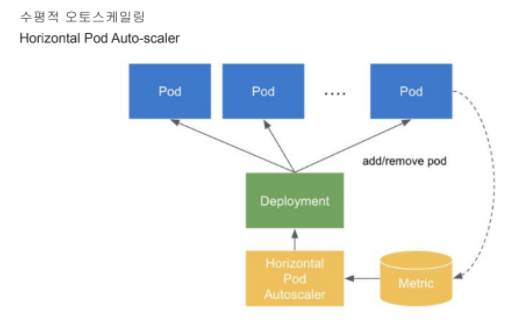 수평적 오토스케일링
Horizontal Pod Auto-scaler
Pod
Pod
....
Pod
add/remove pod
Deployment
Horizontal
Pod
Autoscaler
Metric